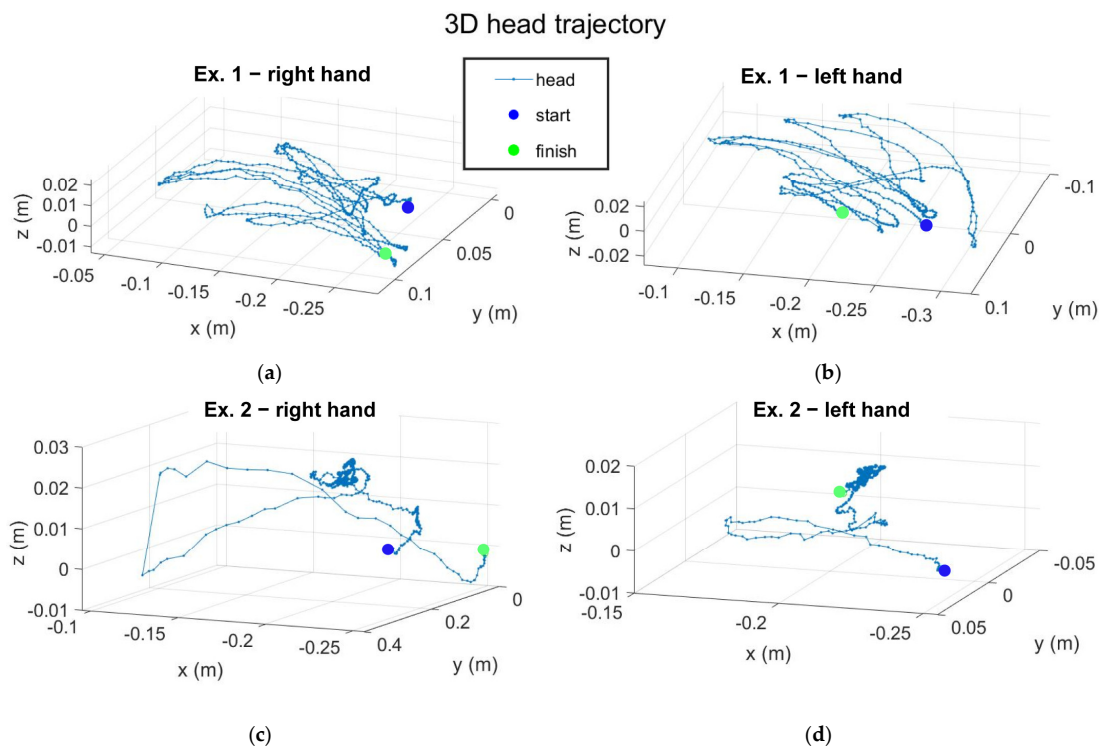 3D head trajectory
Ex. 1 − right hand
head
start
finish
Ex. 1 − left hand
0.02
0.01
0
-0.01
z (m)
-0.05
-0.1
-0.15
-0.2
-0.25
x (m)
0
0.05
0.1
y (m)
0.02
0
-0.02
z (m)
-0.1
-0.15
-0.2
-0.25
-0.3
x (m)
-0.1
0
0.1
y (m)
(a)
(b)
Ex. 2 − right hand
Ex. 2 − left hand
0.03
0.02
0.01
0
-0.01
z (m)
-0.1
-0.15
-0.2
-0.25
x (m)
0
0.2
0.4
y (m)
0.02
0.01
0
-0.01
z (m)
-0.15
-0.2
-0.25
x (m)
-0.05
0
0.05
y (m)
(c)
(d)